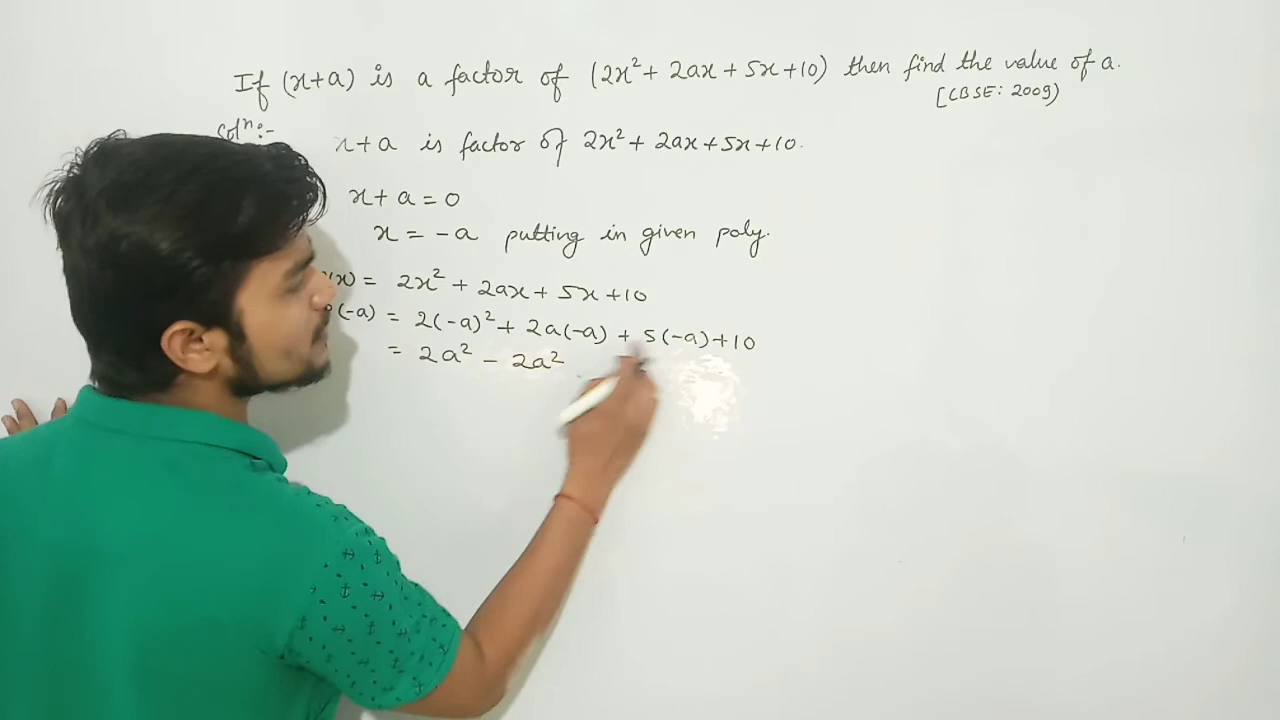 If (x+a) is a factor of (2x²+ 2ax+5x+10) then find the value of a.
[CBSE: 2009)
Solⁿ:-
x+a is factor of 2x²+ 2ax+5x+10.
x+a=0
x = -a putting in given poly.
= 2x²+ 2ax+ 5x+10
(-a) = 2(-a)²+ 2a(-a) + 5(-a)+10
= 2a² - 2a²